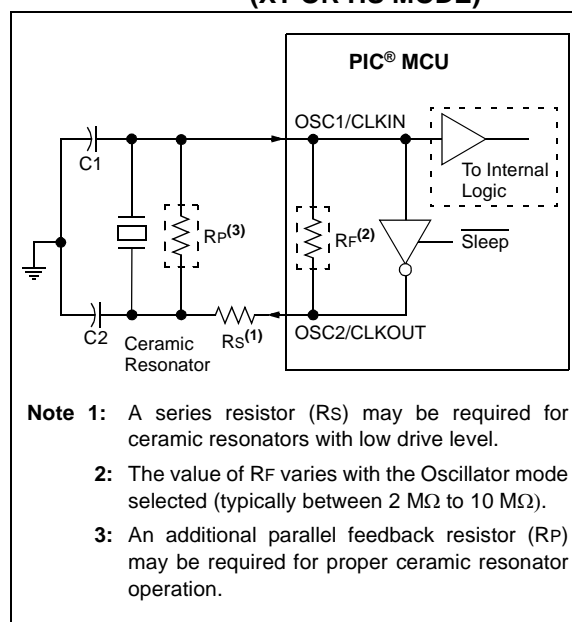 (XT OR HS MODE)
PIC® MCU
OSC1/CLKIN
C1
To Internal
Logic
RP(3)
RF(2)
Sleep
C2
Ceramic
Resonator
RS(1)
OSC2/CLKOUT
Note 1: A series resistor (RS) may be required for
ceramic resonators with low drive level.
2: The value of RF varies with the Oscillator mode
selected (typically between 2 MΩ to 10 MΩ).
3: An additional parallel feedback resistor (RP)
may be required for proper ceramic resonator
operation.